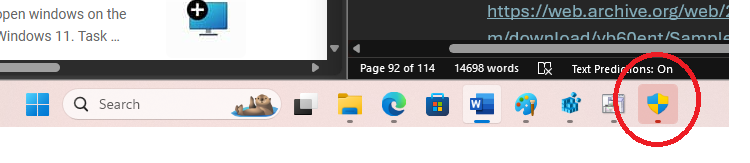 open windows on the
Windows 11. Task ...
https://web.archive.org/web/2
m/download/vb60ent/Sample
Page 92 of 114 14698 words Text Predictions: On
Search